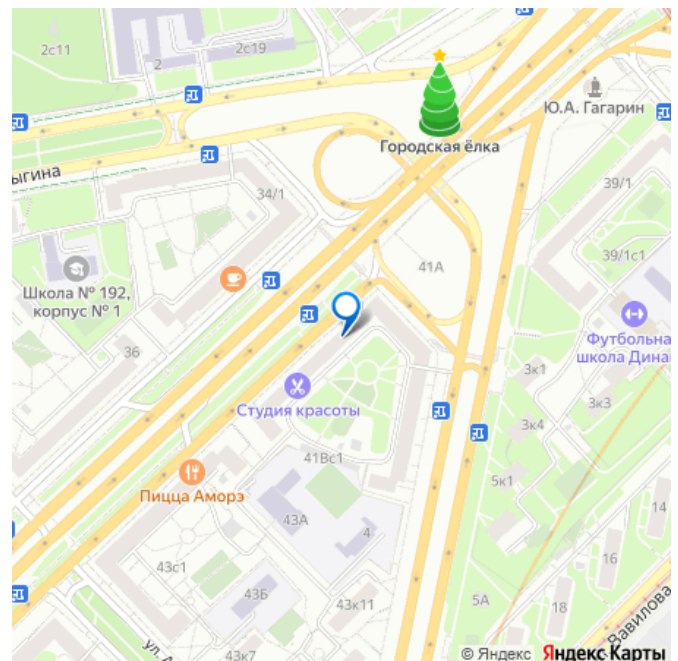 2с11
2с19
2
Ю.А. Гагарин
Городская ёлка
ыгина
34/1
39/1
41А
39/1с1
Школа № 192,
корпус № 1
Футбольна
школа Дина
36
3к1
3к3
Студия красоты
3к4
41Вс1
Пицца Аморэ
5к1
14
43А
4
16
43с1
43Б
5А
43к11
18
Вавилова
ул. А
43к7
© Яндекс Яндекс Карты